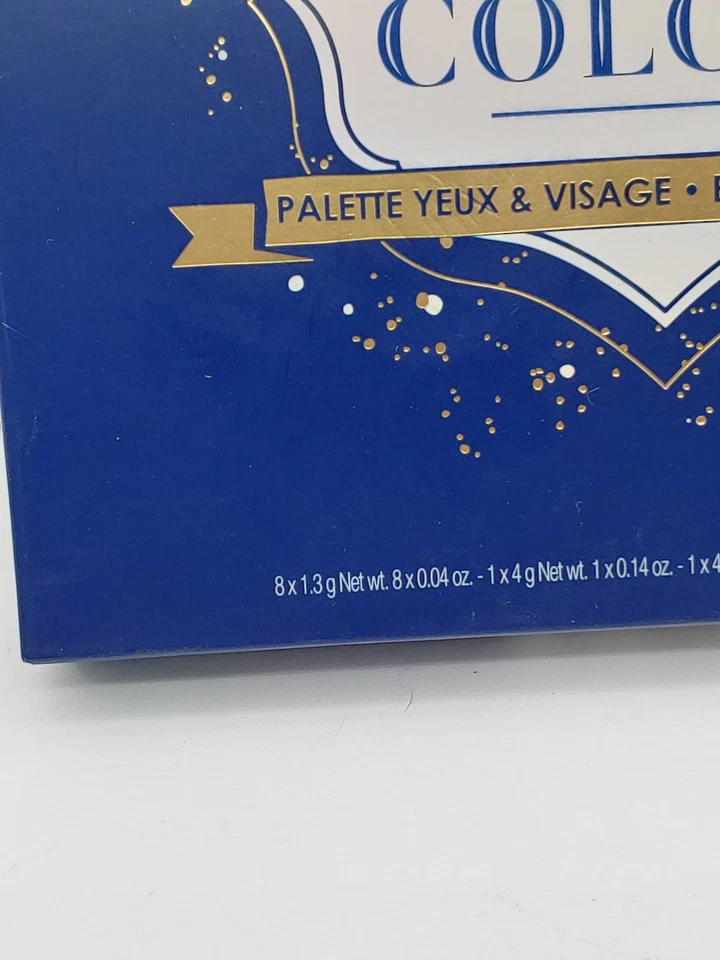 COLO
PALETTE YEUX & VISAGE •
8 x 1.3 g Net wt. 8 x 0.04 oz. - 1 x 4 g Net wt. 1 x 0.14 oz. - 1 x 4